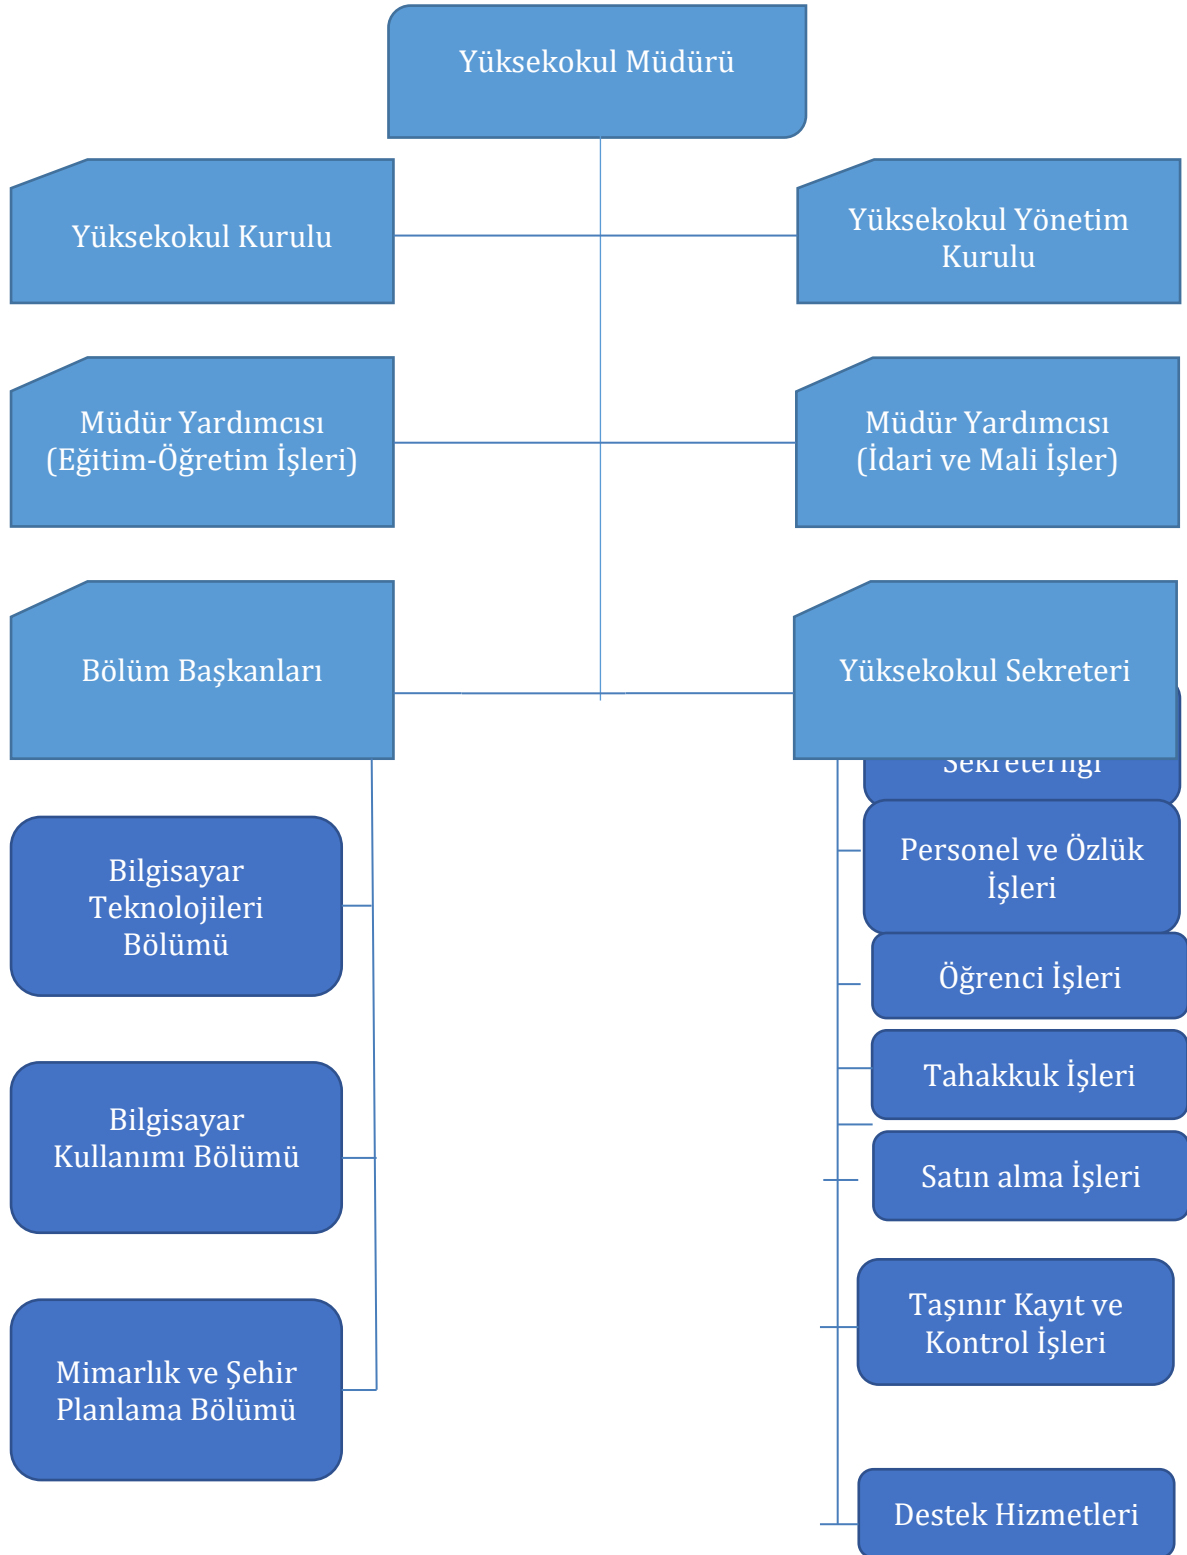 Yüksekokul Müdürü
Yüksekokul Kurulu
Yüksekokul Yönetim
Kurulu
Müdür Yardımcısı
(Eğitim-Öğretim İşleri)
Müdür Yardımcısı
(İdari ve Mali İşler)
Bölüm Başkanları
Yüksekokul Sekreteri
Sekreterliği
Bilgisayar
Teknolojileri
Bölümü
Bilgisayar
Kullanımı Bölümü
Mimarlık ve Şehir
Planlama Bölümü
Personel ve Özlük
İşleri
Öğrenci İşleri
Tahakkuk İşleri
Satın alma İşleri
Taşınır Kayıt ve
Kontrol İşleri
Destek Hizmetleri